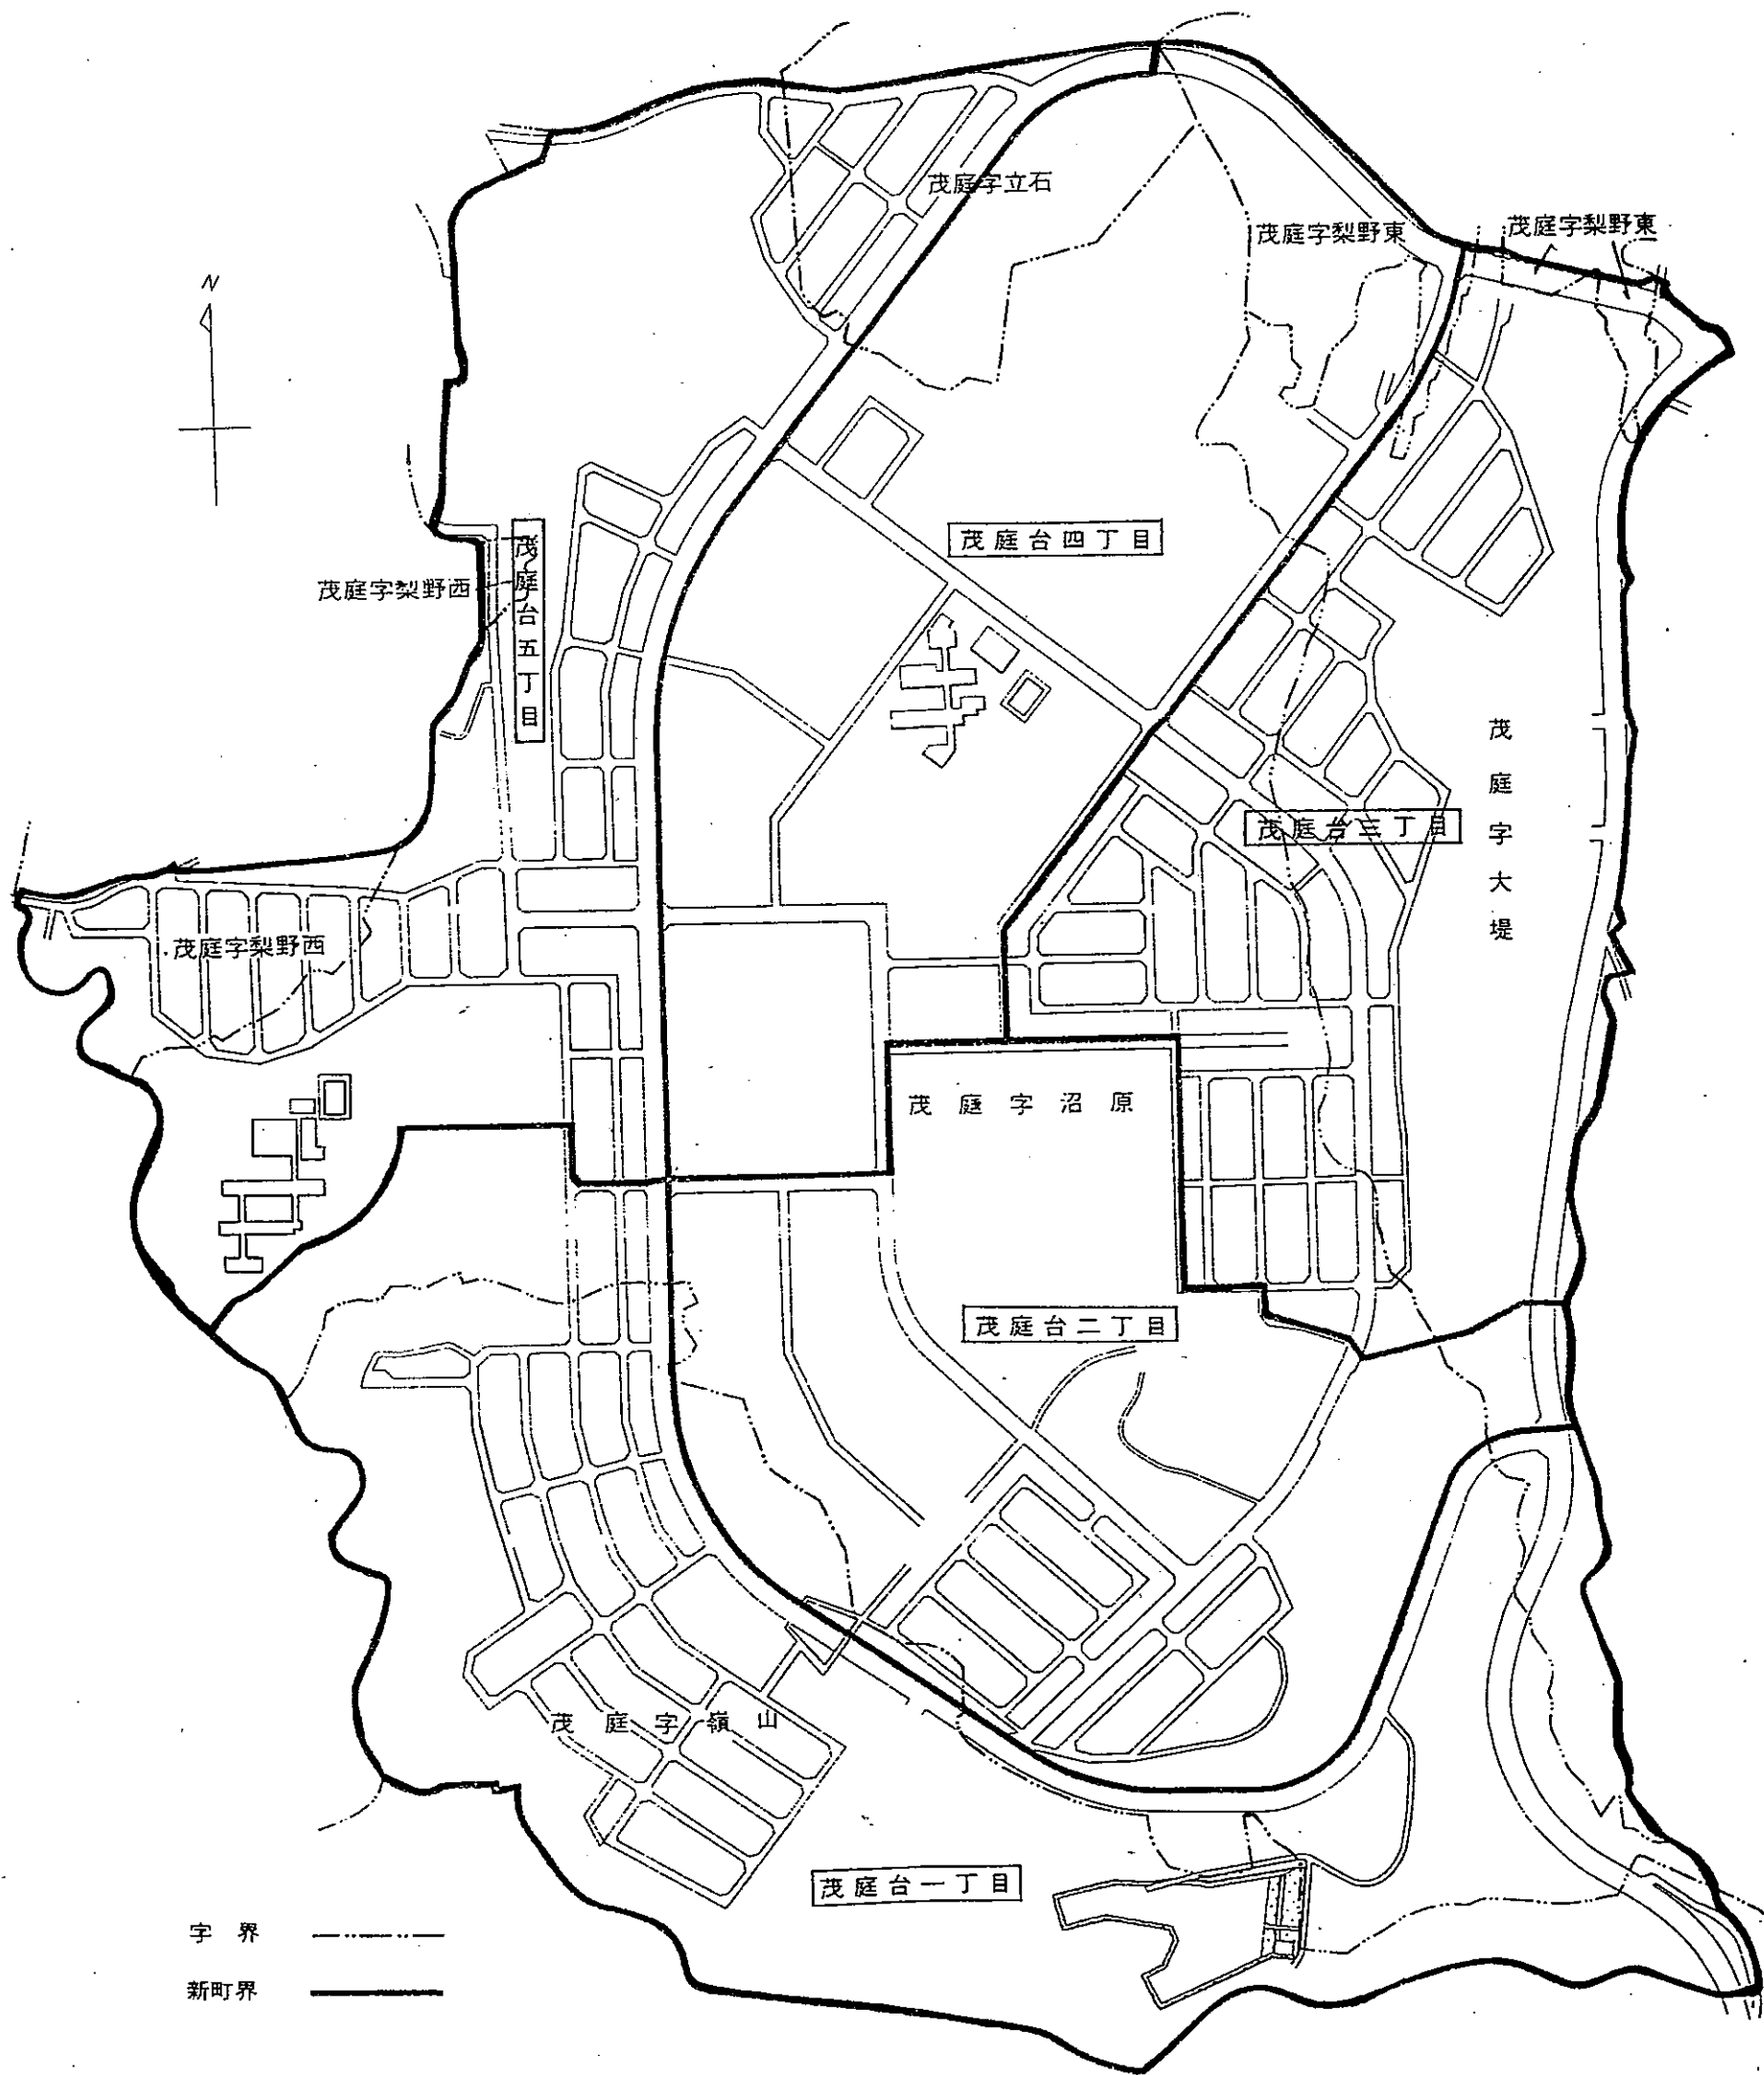 茂庭字立石
茂庭字梨野東
茂庭字梨野東
N
茂庭台四丁目
茂庭台五丁目
茂庭字梨野西
茂庭字大堤
茂庭台三丁目
茂庭字梨野西
茂庭字沼原
茂庭台二丁目
茂庭字嶺山
茂庭台一丁目
字界
新町界